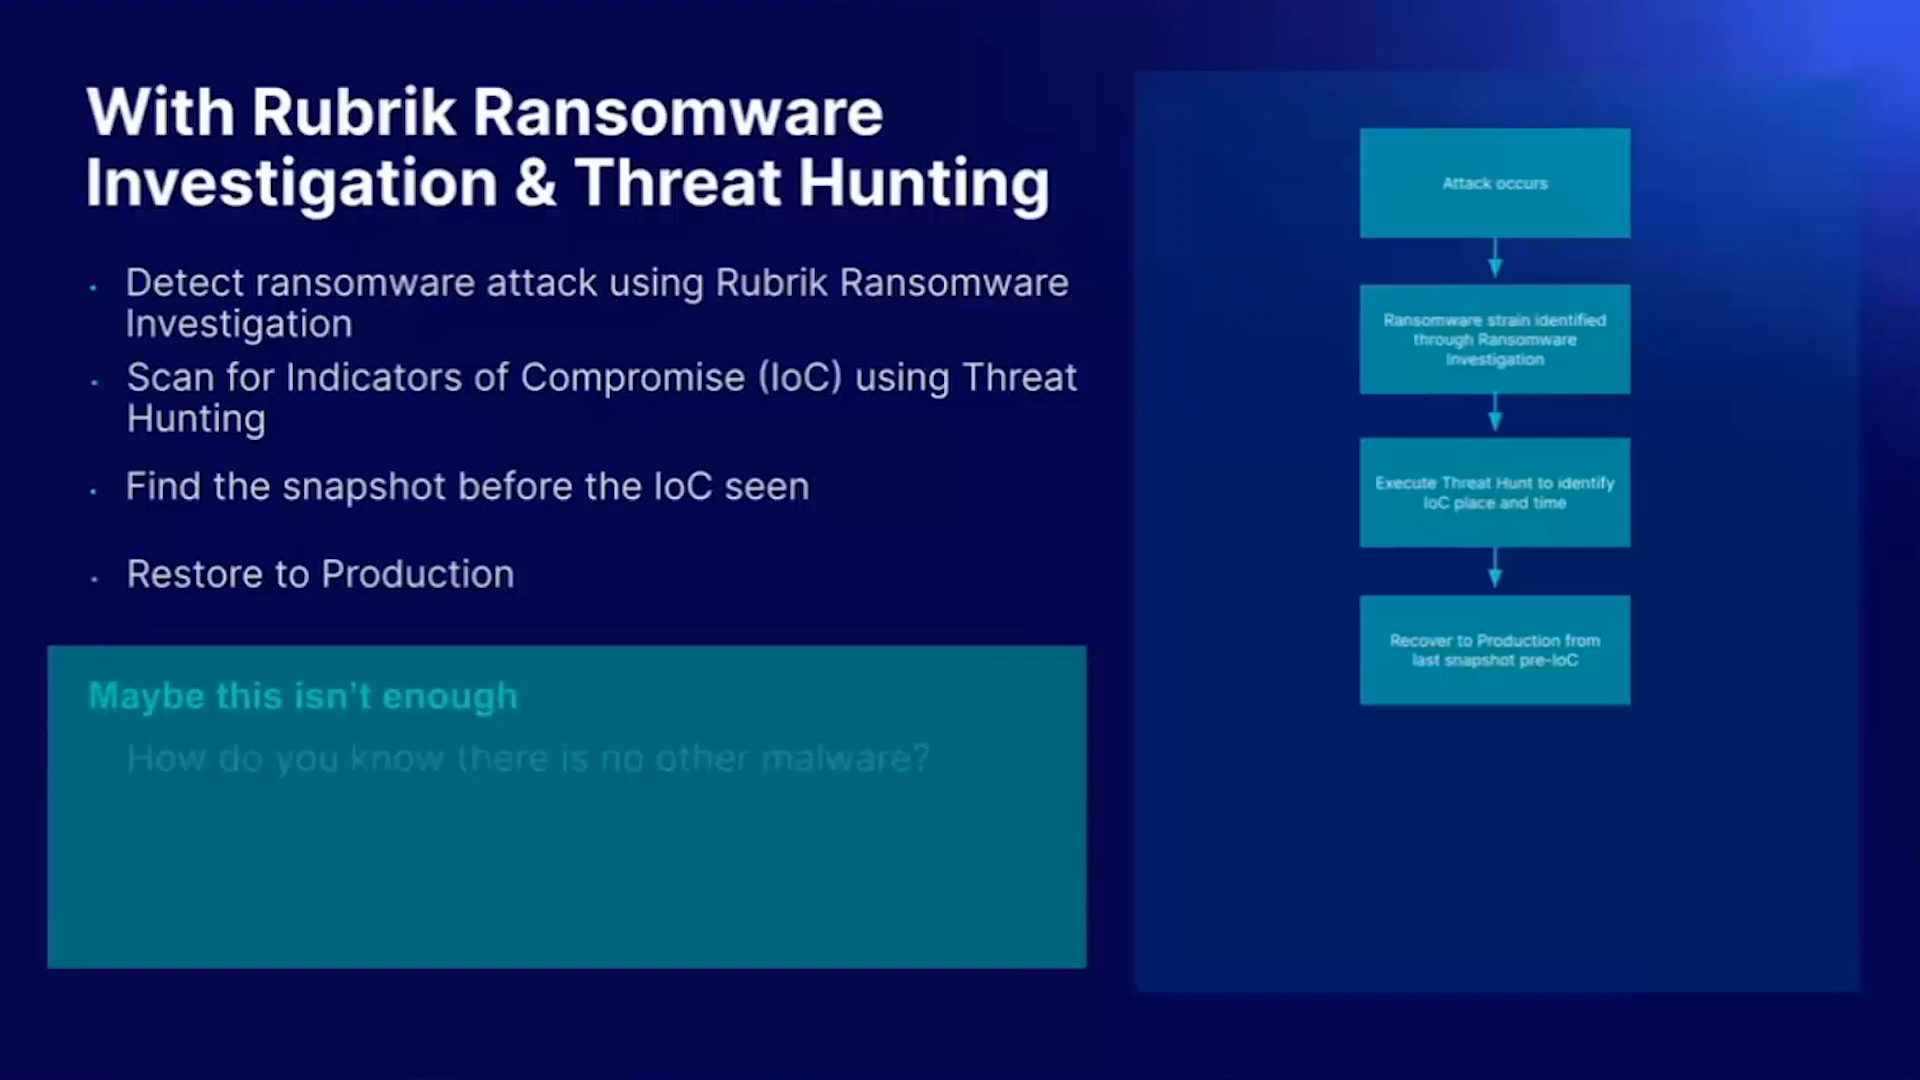 With Rubrik Ransomware
Investigation & Threat Hunting
Detect ransomware attack using Rubrik Ransomware
Investigation
Scan for Indicators of Compromise (IoC) using Threat
Hunting
Find the snapshot before the IoC seen
Restore to Production
Maybe this isn't enough
How do you know there is no other malware?
Attack occurs
Ransomware strain identified
through Ransomware
Investigation
Execute Threat Hunt to identify
IoC place and time
Recover to Production from
last snapshot pre-IoC